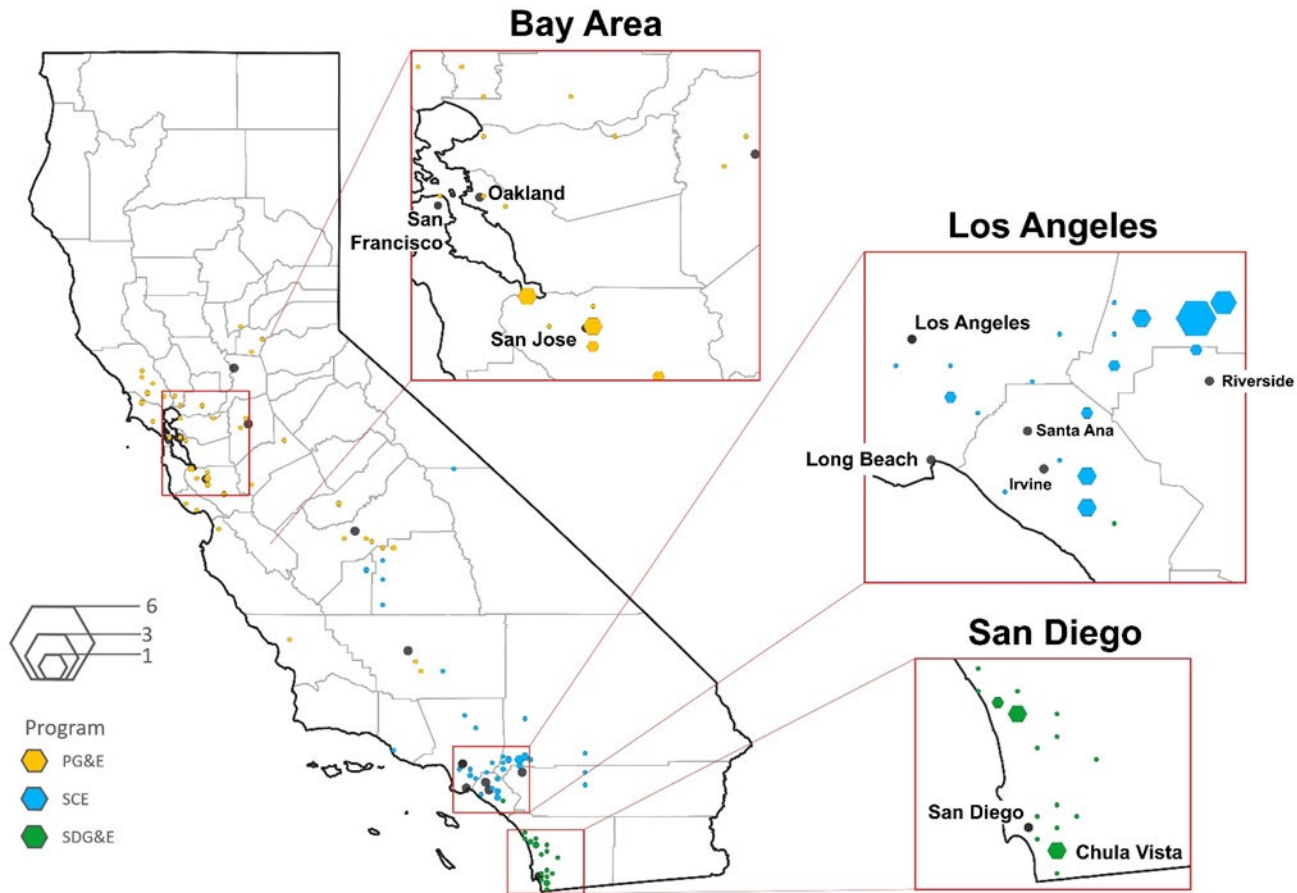 Bay Area
Oakland
San
Francisco
San Jose
Los Angeles
Los Angeles
Riverside
Santa Ana
Long Beach
Irvine
San Diego
San Diego
Chula Vista
6
3
1
Program
PG&E
SCE
SDG&E